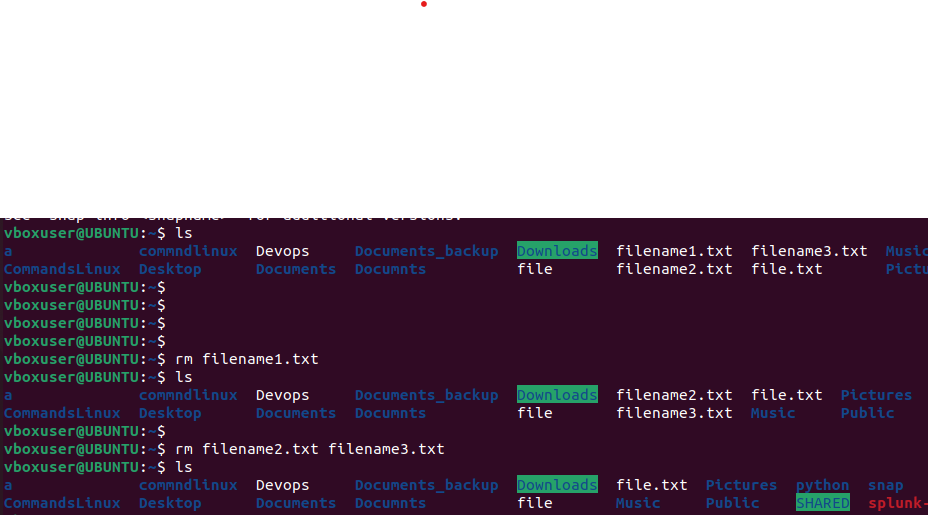 vboxuser@UBUNTU:~$ ls
a commndlinux Devops Documents_backup Downloads filename1.txt filename3.txt Music
CommandsLinux Desktop Documents Documnts file filename2.txt file.txt Pictu
vboxuser@UBUNTU:~$
vboxuser@UBUNTU:~$
vboxuser@UBUNTU:~$
vboxuser@UBUNTU:~$
vboxuser@UBUNTU:~$ rm filename1.txt
vboxuser@UBUNTU:~$ ls
a commndlinux Devops Documents_backup Downloads filename2.txt file.txt Pictures
CommandsLinux Desktop Documents Documnts file filename3.txt Music Public
vboxuser@UBUNTU:~$
vboxuser@UBUNTU:~$ rm filename2.txt filename3.txt
vboxuser@UBUNTU:~$ ls
a commndlinux Devops Documents_backup Downloads file.txt Pictures python snap
CommandsLinux Desktop Documents Documnts file Music Public SHARED splunk-